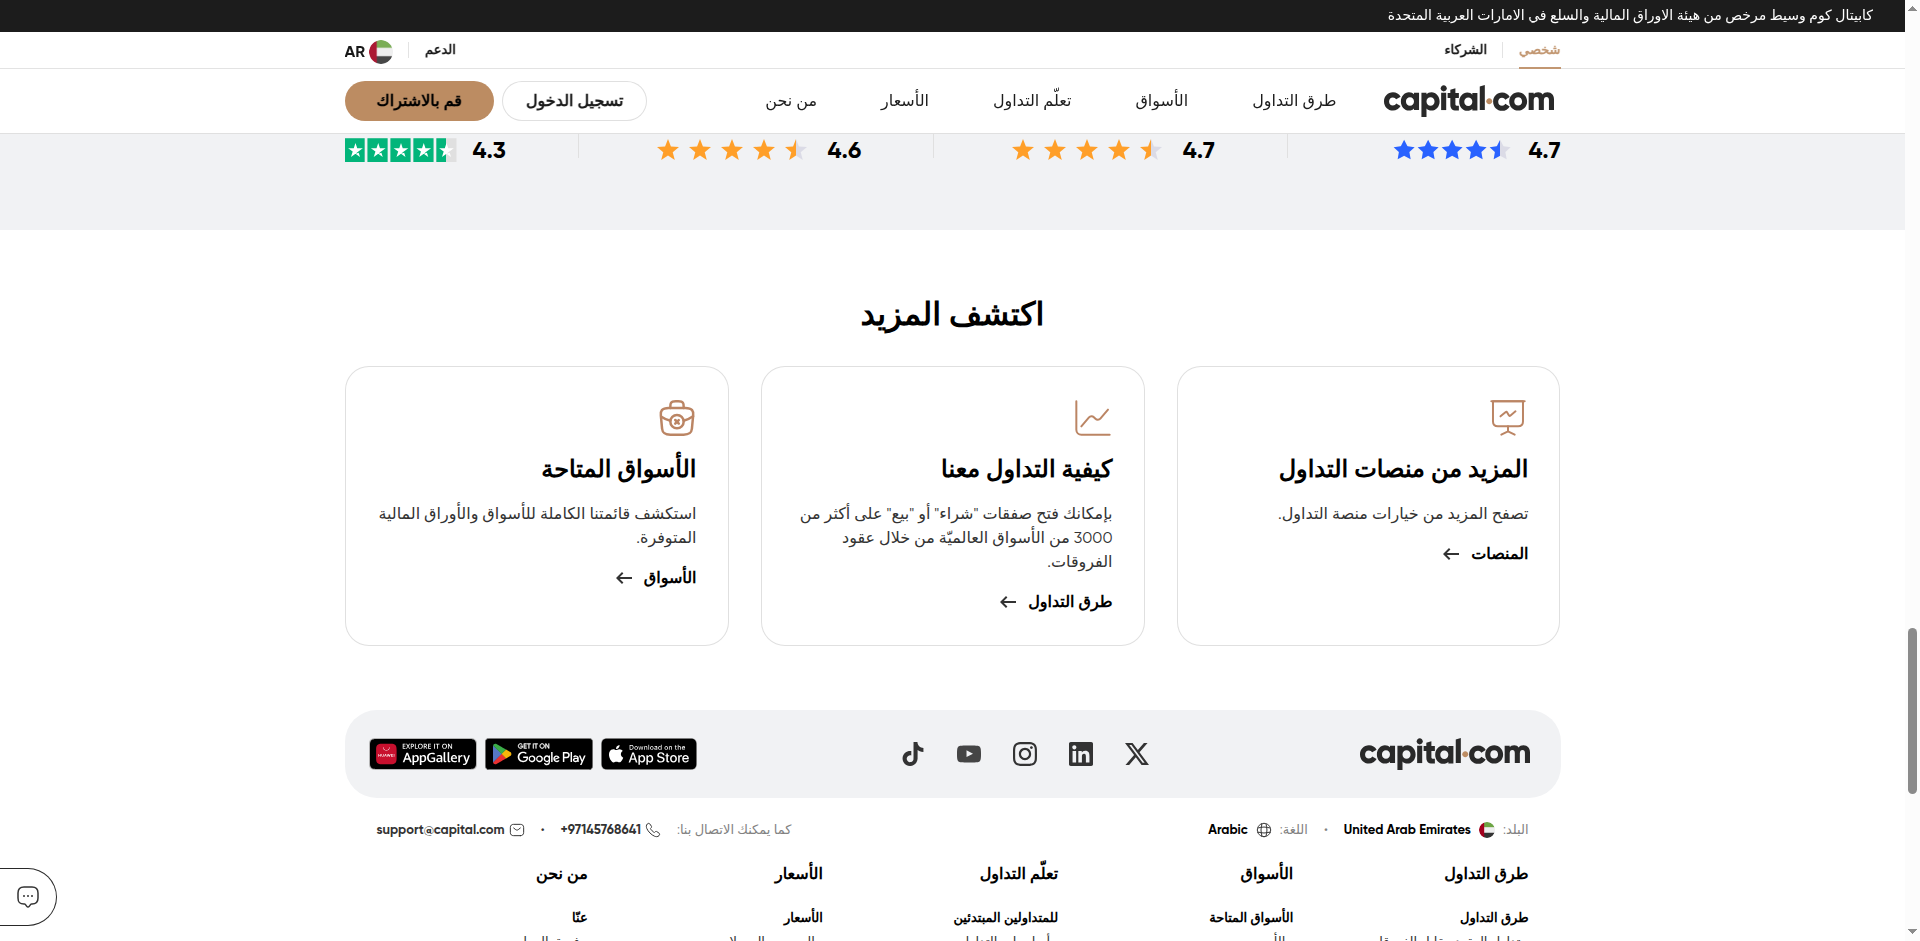 كابيتال كوم وسيط مرخص من هيئة الاوراق المالية والسلع في الامارات العربية المتحدة
شخصي
الشركاء
الدعم
AR
capital.com
طرق التداول
الأسواق
تعلّم التداول
الأسعار
من نحن
تسجيل الدخول
قم بالاشتراك
4.7
4.7
4.6
4.3
اكتشف المزيد
المزيد من منصات التداول
تصفح المزيد من خيارات منصة التداول.
المنصات
كيفية التداول معنا
بإمكانك فتح صفقات "شراء" أو "بيع" على أكثر من
3000 من الأسواق العالميّة من خلال عقود
الفروقات.
طرق التداول
الأسواق المتاحة
استكشف قائمتنا الكاملة للأسواق والأوراق المالية
المتوفرة.
الأسواق
capital.com
Download on the
App Store
GET IT ON
Google Play
HUAWEI
EXPLORE IT ON
AppGallery
البلد: United Arab Emirates • اللغة: Arabic
كما يمكنك الاتصال بنا: +97145768641 • support@capital.com
طرق التداول
الأسواق
تعلّم التداول
الأسعار
من نحن
طرق التداول
الأسواق المتاحة
للمتداولين المبتدئين
الأسعار
عنّا